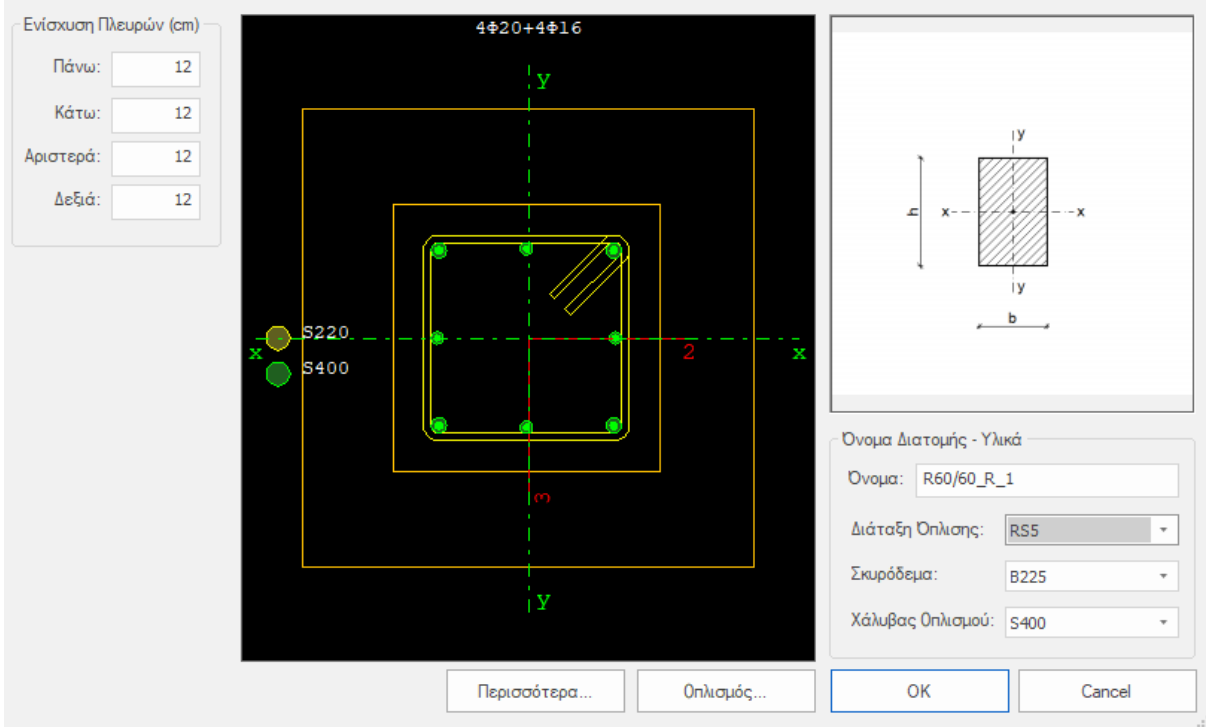 Ενίσχυση Πλευρών (cm)
Πάνω: 12
Κάτω: 12
Αριστερά: 12
Δεξιά: 12
4Φ20+4Φ16
y
S220
x
x
2
S400
3
y
y
h
x
x
y
b
Όνομα Διατομής - Υλικά
Όνομα: R60/60_R_1
Διάταξη Όπλισης: RS5
Σκυρόδεμα: B225
Χάλυβας Οπλισμού: S400
Περισσότερα...
Οπλισμός...
OK
Cancel